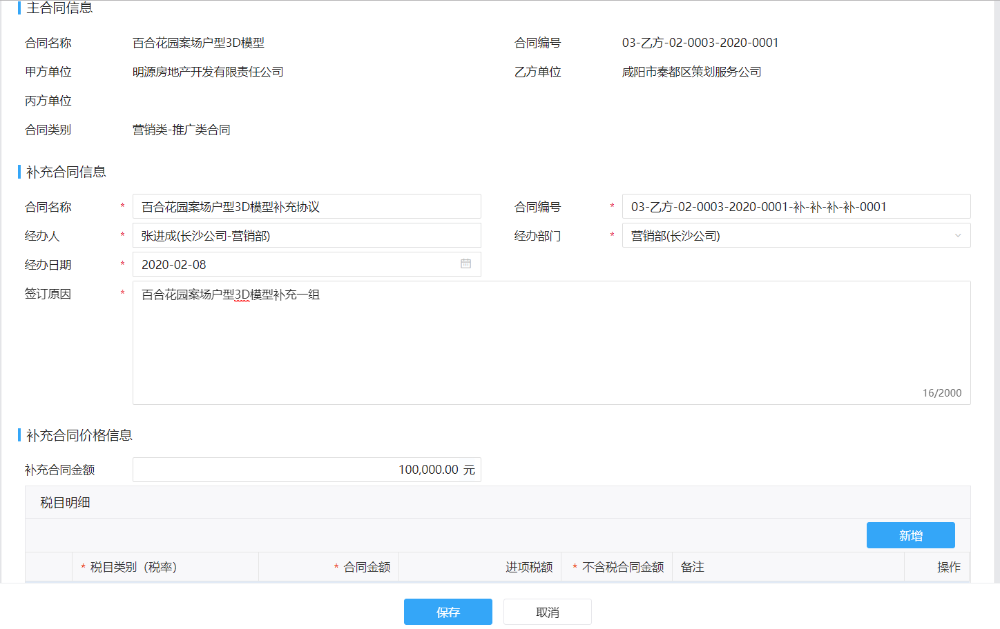 主合同信息
合同名称 百合花园案场户型3D模型 合同编号 03-乙方-02-0003-2020-0001
甲方单位 明源房地产开发有限责任公司 乙方单位 咸阳市秦都区策划服务公司
丙方单位
合同类别 营销类-推广类合同
补充合同信息
合同名称 * 百合花园案场户型3D模型补充协议 合同编号 * 03-乙方-02-0003-2020-0001-补-补-补-补-0001
经办人 * 张进成(长沙公司-营销部) 经办部门 * 营销部(长沙公司)
经办日期 * 2020-02-08
签订原因 * 百合花园案场户型3D模型补充一组
16/2000
补充合同价格信息
补充合同金额 100,000.00 元
税目明细
新增
* 税目类别（税率） * 合同金额 进项税额 * 不含税合同金额 备注 操作
保存 取消